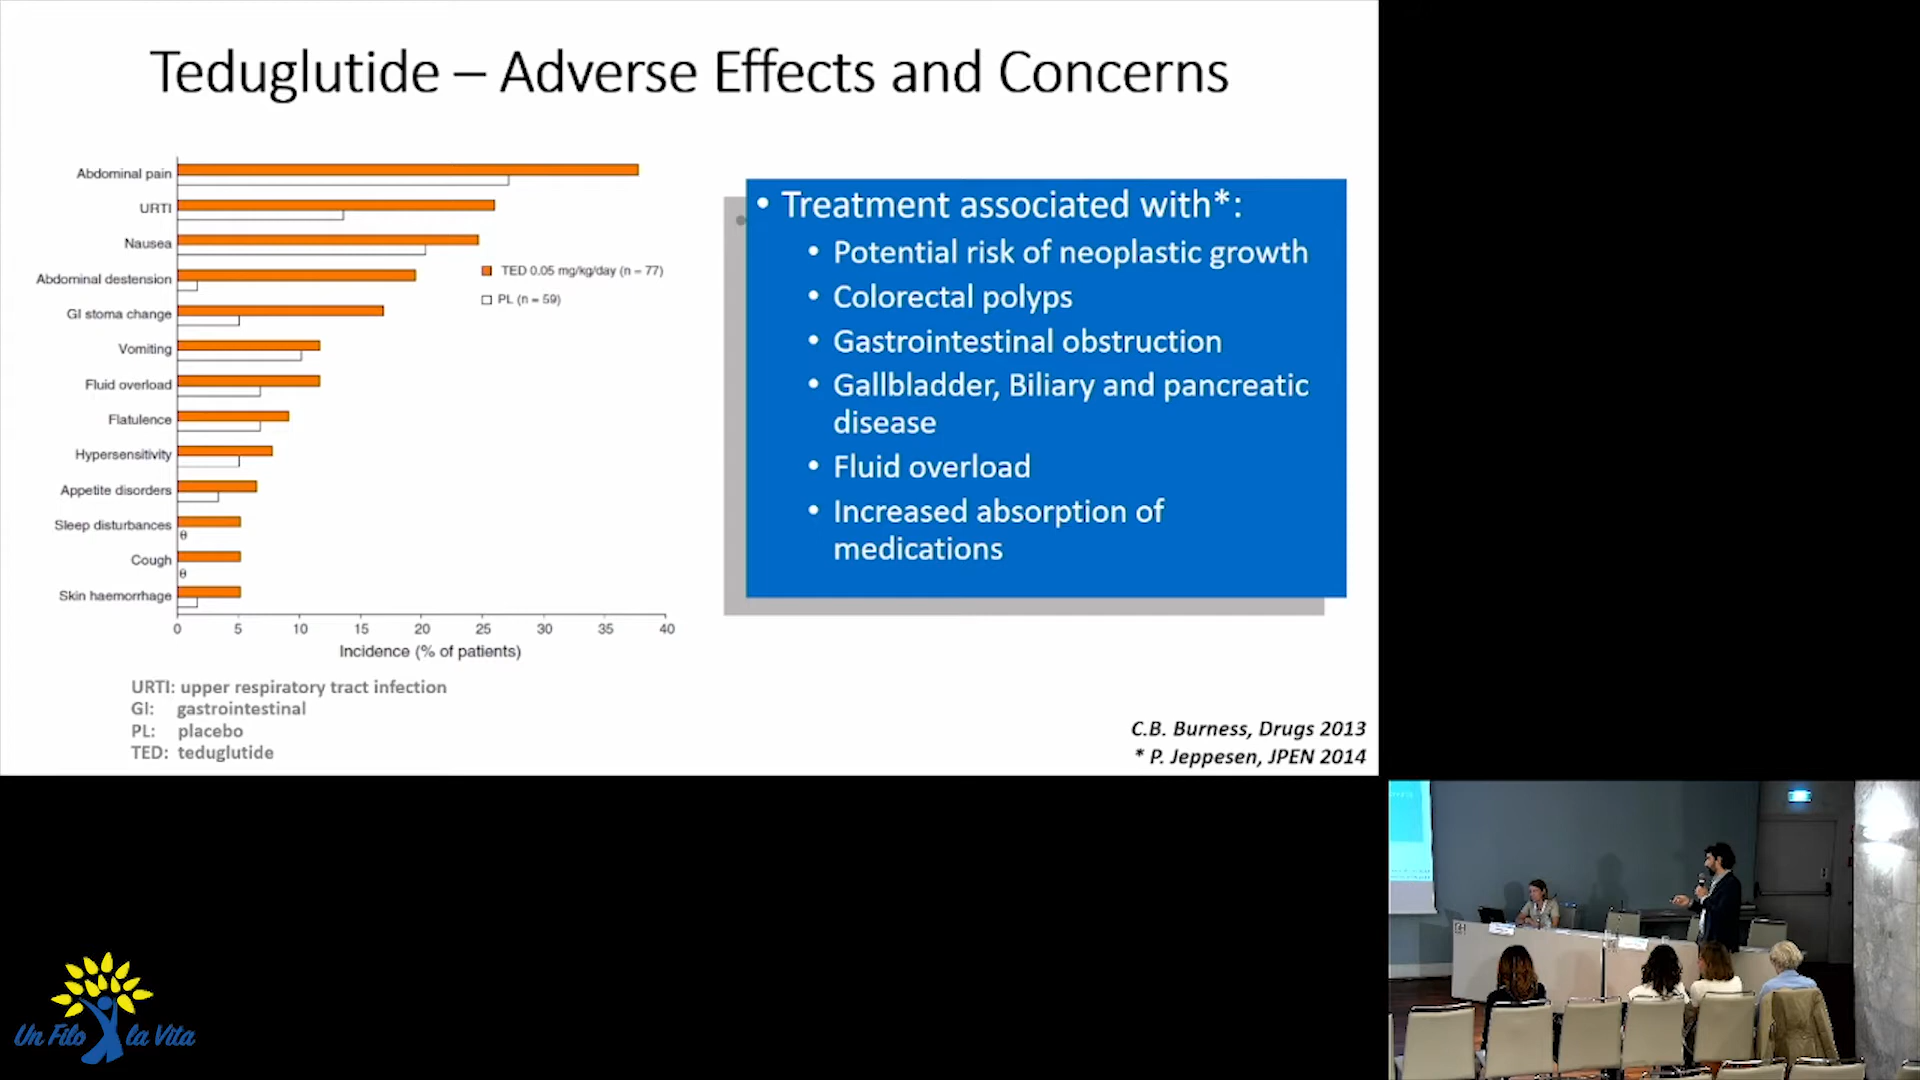 Teduglutide – Adverse Effects and Concerns
Abdominal pain
URTI
Nausea
Abdominal destension
GI stoma change
Vomiting
Fluid overload
Flatulence
Hypersensitivity
Appetite disorders
Sleep disturbances
θ
Cough
θ
Skin haemorrhage
TED 0.05 mg/kg/day (n – 77)
PL (n = 59)
0 5 10 15 20 25 30 35 40
Incidence (% of patients)
URTI: upper respiratory tract infection
GI: gastrointestinal
PL: placebo
TED: teduglutide
• Treatment associated with*:
• Potential risk of neoplastic growth
• Colorectal polyps
• Gastrointestinal obstruction
• Gallbladder, Biliary and pancreatic
disease
• Fluid overload
• Increased absorption of
medications
C.B. Burness, Drugs 2013
* P. Jeppesen, JPEN 2014
Un Filo la Vita